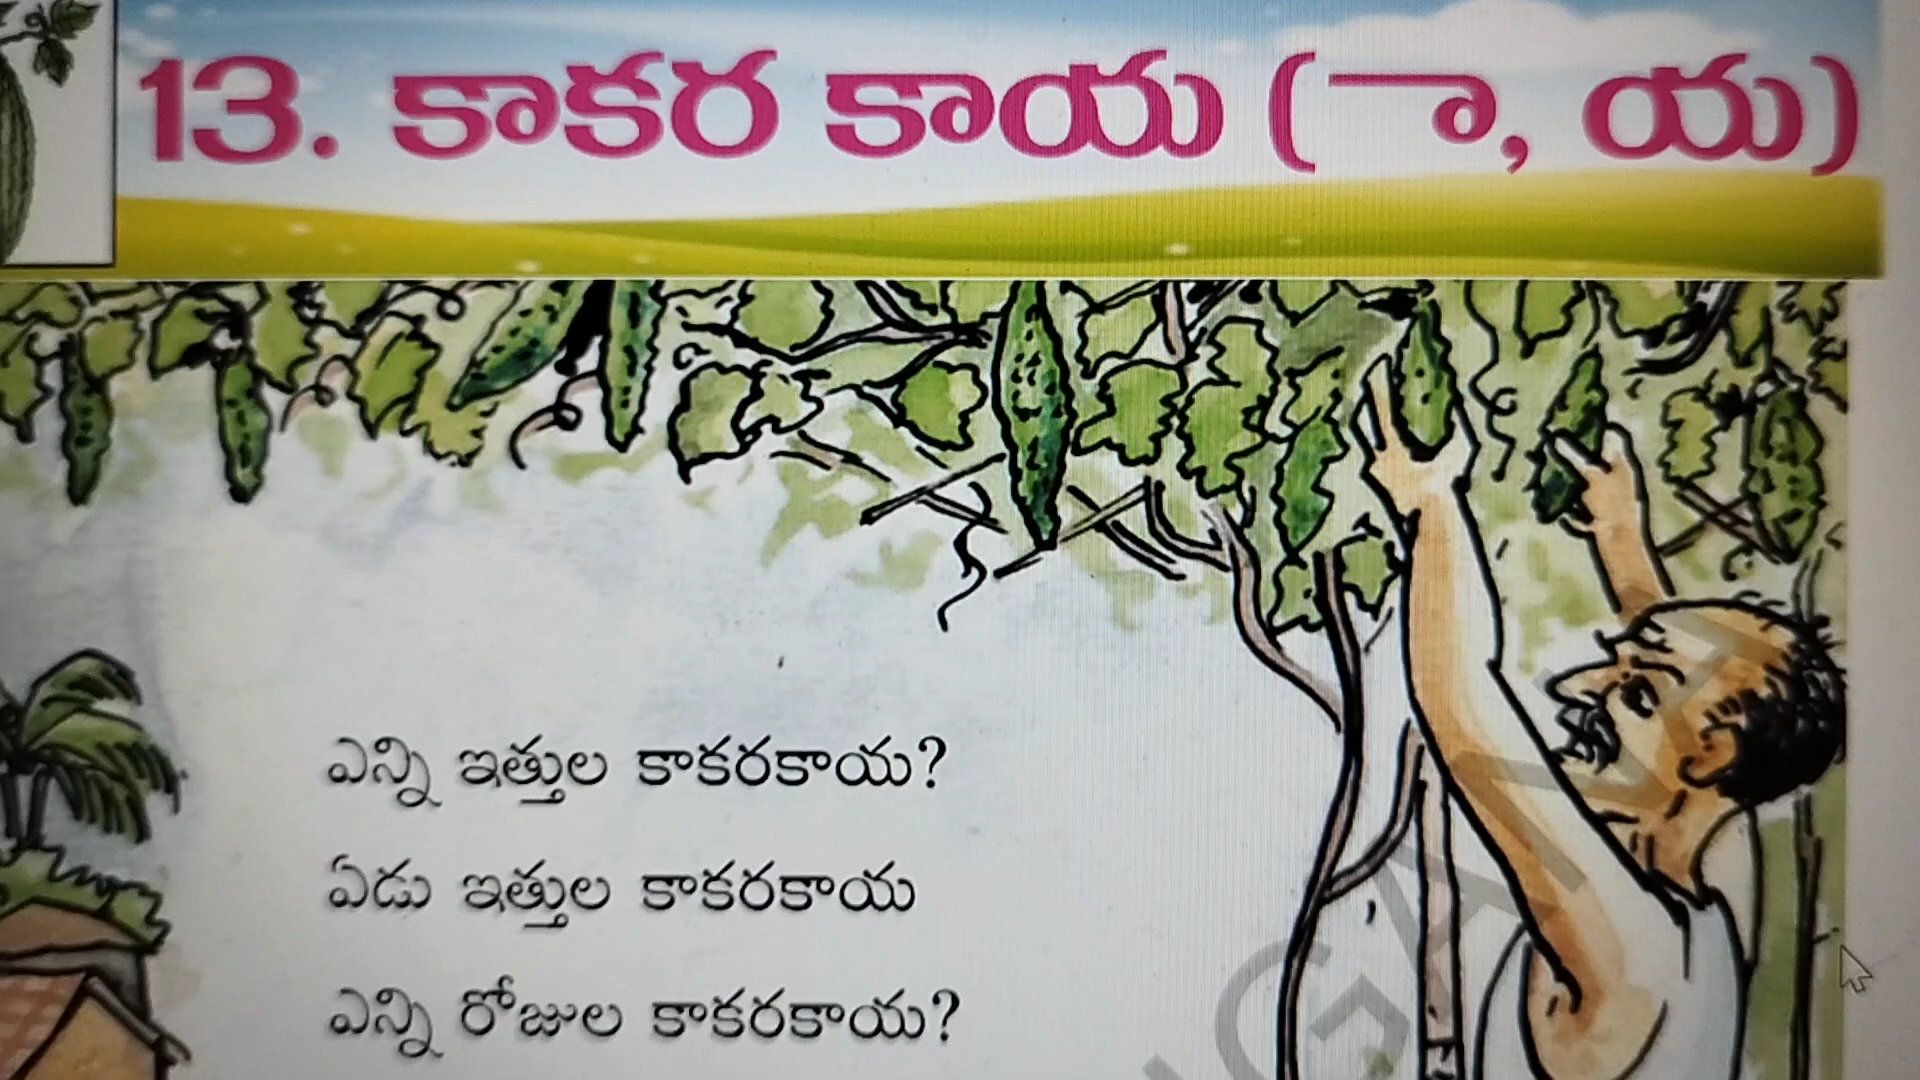 13. కాకర కాయ ( ా, య)
ఎన్ని ఇత్తుల కాకరకాయ?
ఏడు ఇత్తుల కాకరకాయ
ఎన్ని రోజుల కాకరకాయ?